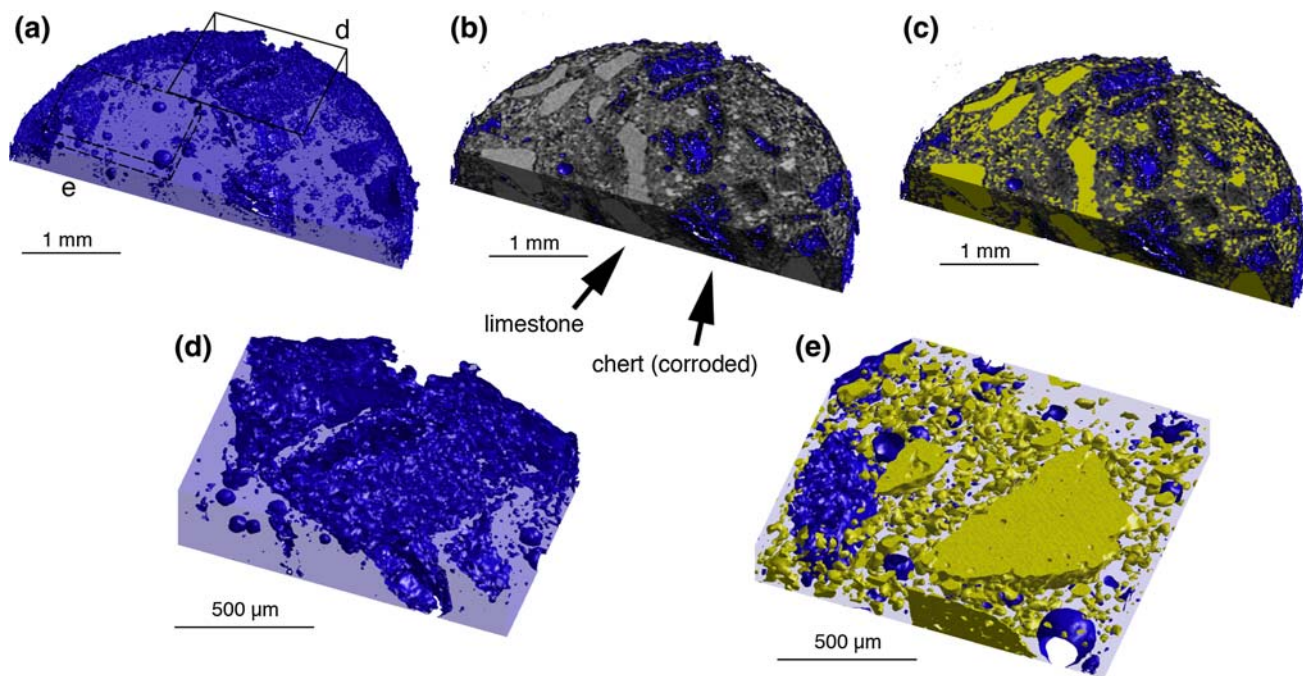 (a)
d
e
1 mm
(b)
1 mm
limestone
chert (corroded)
(c)
1 mm
(d)
500 µm
(e)
500 µm